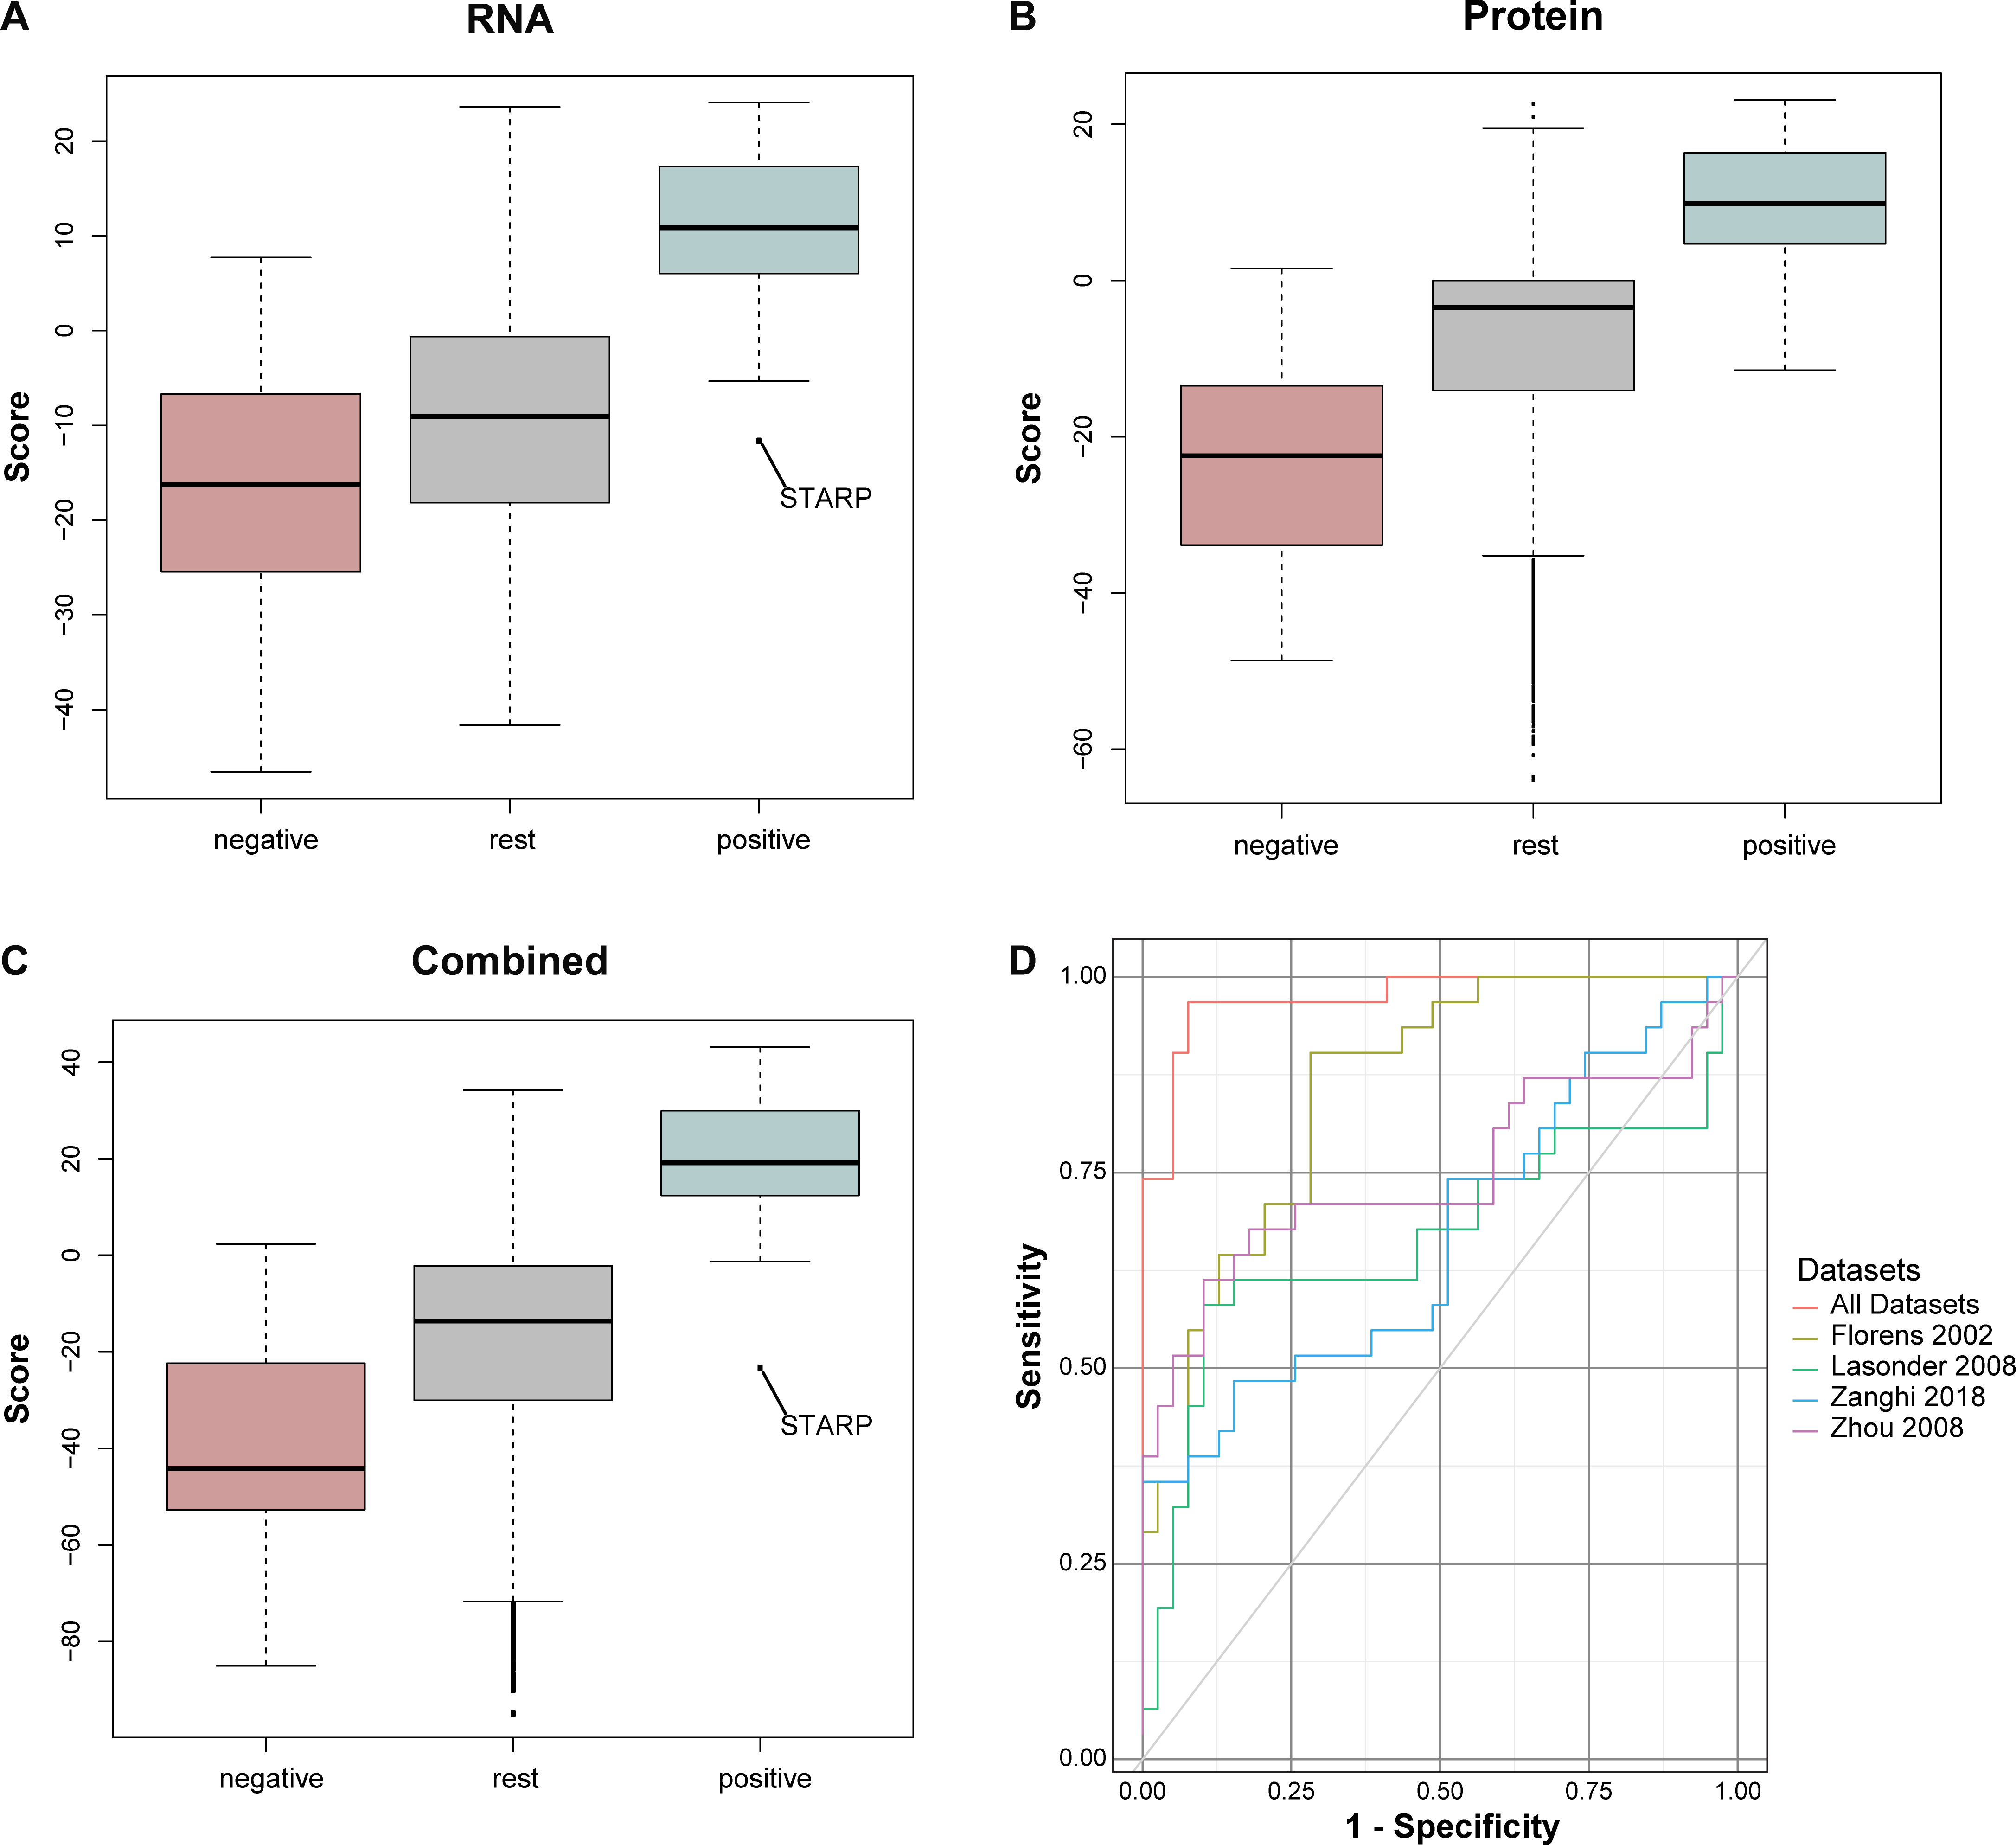 A
RNA
Score
20
10
0
−10
−20
−30
−40
STARP
negative
rest
positive
B
Protein
Score
20
0
−20
−40
−60
negative
rest
positive
C
Combined
Score
40
20
0
−20
−40
−60
−80
STARP
negative
rest
positive
D
Sensitivity
1.00
0.75
0.50
0.25
0.00
0.00
0.25
0.50
0.75
1.00
1 - Specificity
Datasets
All Datasets
Florens 2002
Lasonder 2008
Zanghi 2018
Zhou 2008